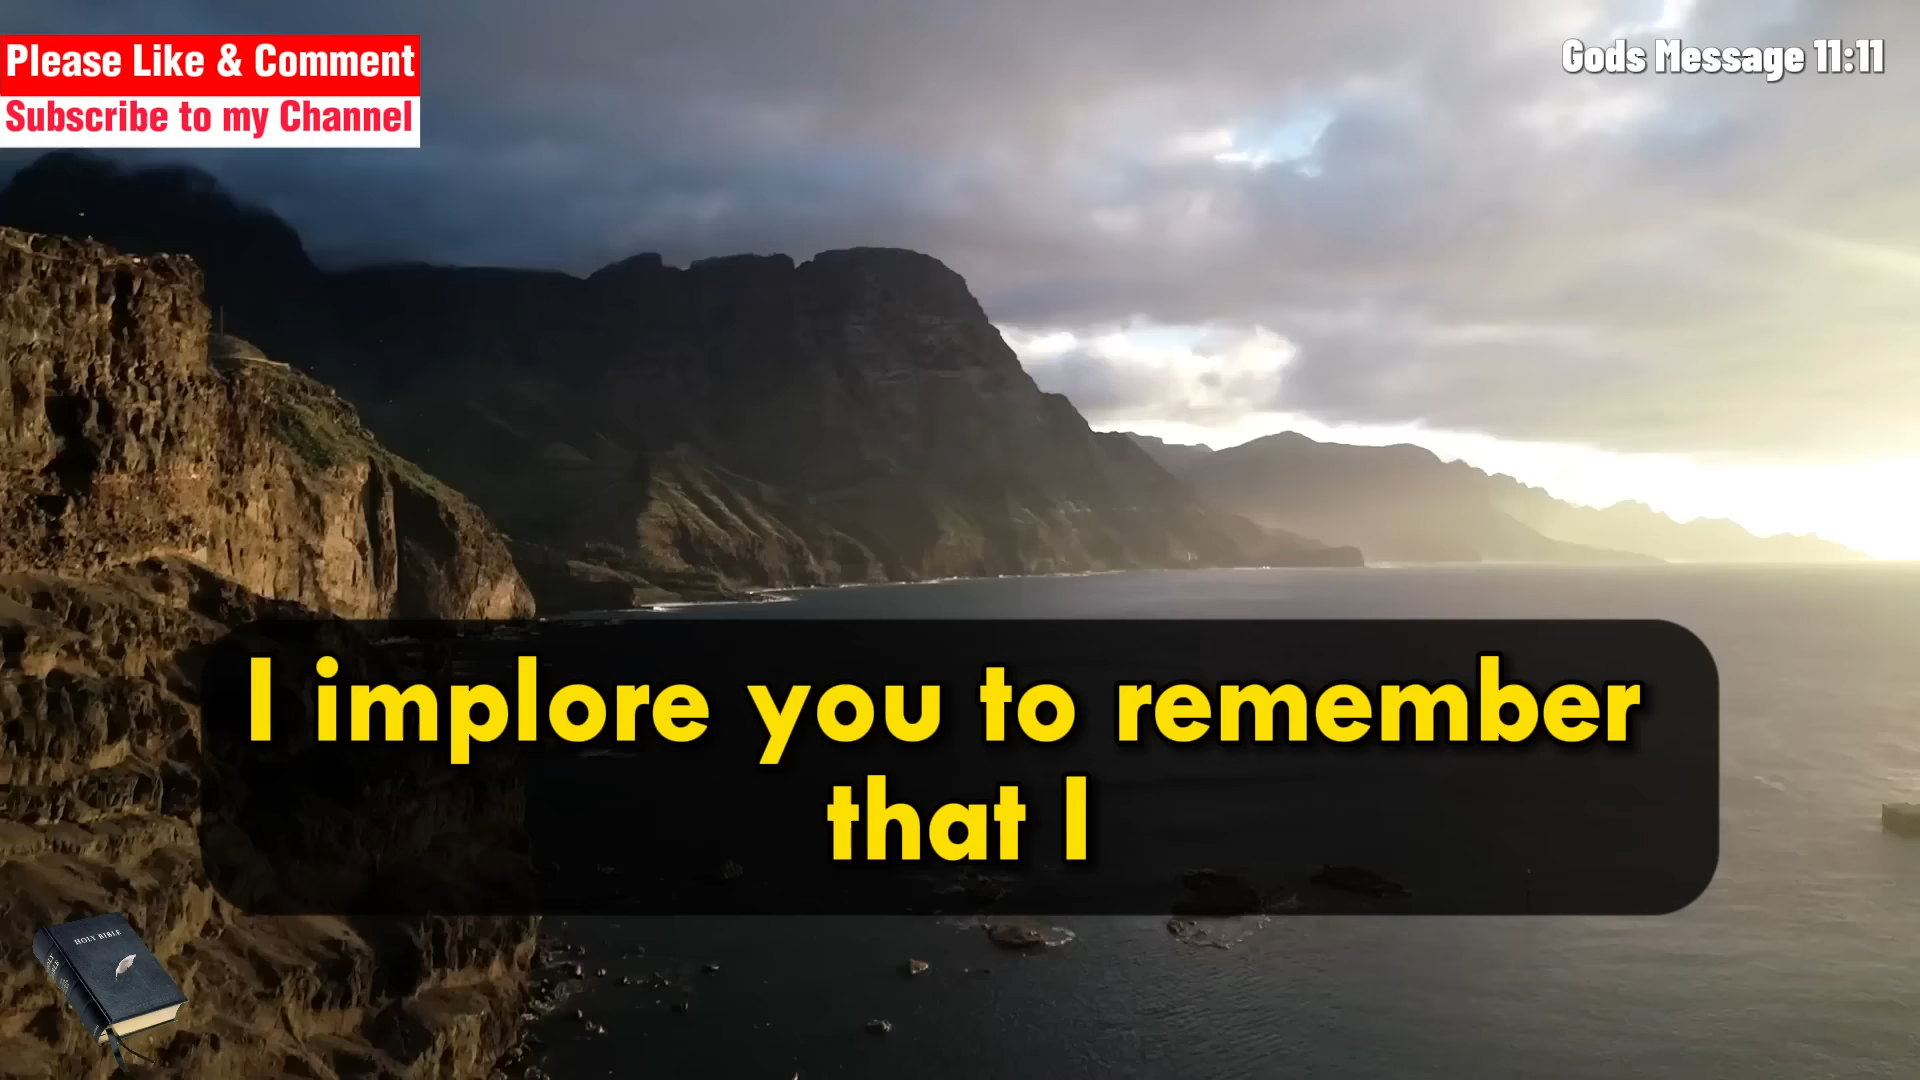 Please Like & Comment
Subscribe to my Channel
Gods Message 11:11
I implore you to remember
that I
HOLY BIBLE